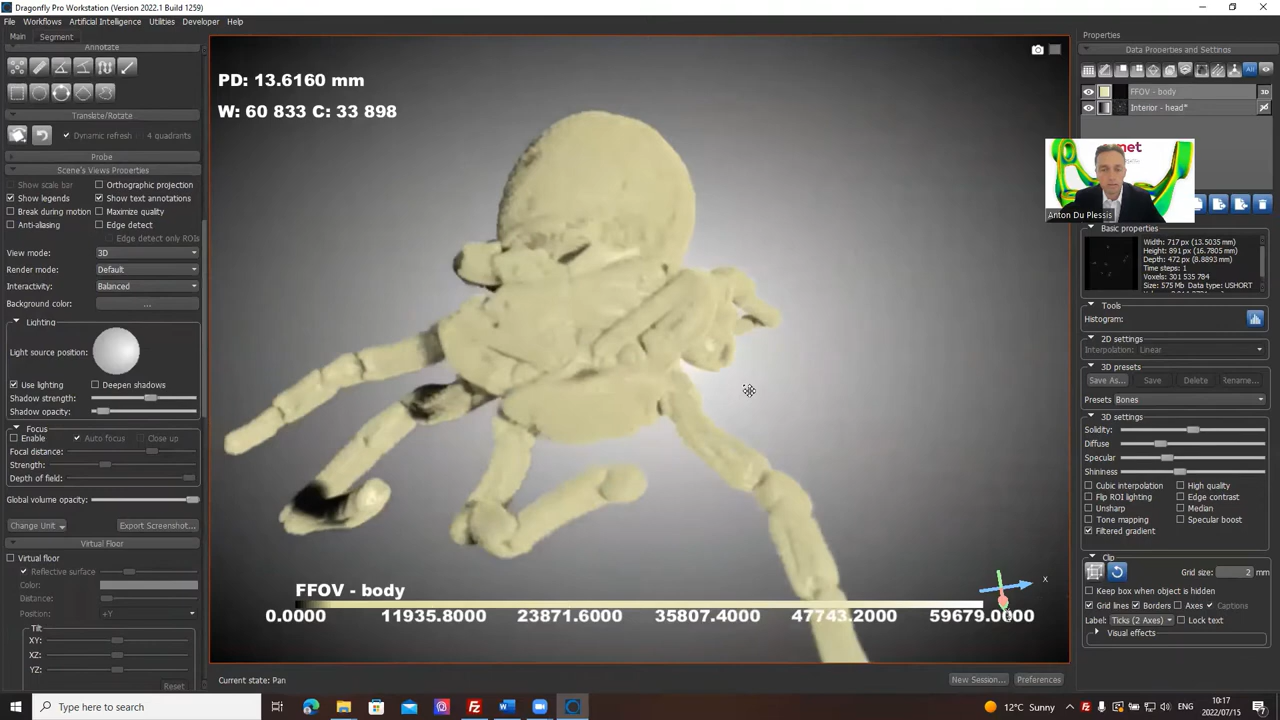 Dragonfly Pro Workstation (Version 2022.1 Build 1259)
File Workflows Artificial Intelligence Utilities Developer Help
Main Segment
Annotate
Translate/Rotate
Dynamic refresh 4 quadrants
Probe
Scene's Views Properties
Show scale bar Orthographic projection
Show legends Show text annotations
Break during motion Maximize quality
Anti-aliasing Edge detect
Edge detect only ROIs
View mode: 3D
Render mode: Default
Interactivity: Balanced
Background color: ...
Lighting
Light source position:
Use lighting Deepen shadows
Shadow strength:
Shadow opacity:
Focus
Enable Auto focus Close up
Focal distance:
Strength:
Depth of field:
Global volume opacity:
Change Unit Export Screenshot...
Virtual Floor
Virtual floor
Reflective surface
Color:
Distance:
Position: +Y
Tilt
XY:
XZ:
YZ:
Reset
PD: 13.6160 mm
W: 60 833 C: 33 898
FFOV - body
0.0000 11935.8000 23871.6000 35807.4000 47743.2000 59679.0000
X
Current state: Pan
New Session... Preferences
Properties
Data Properties and Settings
All
FFOV - body 3D
Interior - head*
Anton Du Plessis
Basic properties
Width: 717 px (13.5035 mm)
Height: 891 px (16.7805 mm)
Depth: 472 px (8.8893 mm)
Time steps: 1
Voxels: 301 535 784
Size: 575 Mb Data type: USHORT
Tools
Histogram:
2D settings
Interpolation: Linear
3D presets
Save As... Save Delete Rename...
Presets Bones
3D settings
Solidity:
Diffuse:
Specular:
Shininess:
Cubic interpolation High quality
Flip ROI lighting Edge contrast
Unsharp Median
Tone mapping Specular boost
Filtered gradient
Clip
Grid size: 2 mm
Keep box when object is hidden
Grid lines Borders Axes Captions
Label: Ticks (2 Axes) Lock text
Visual effects
Type here to search
12°C Sunny
ENG
10:17
2022/07/15